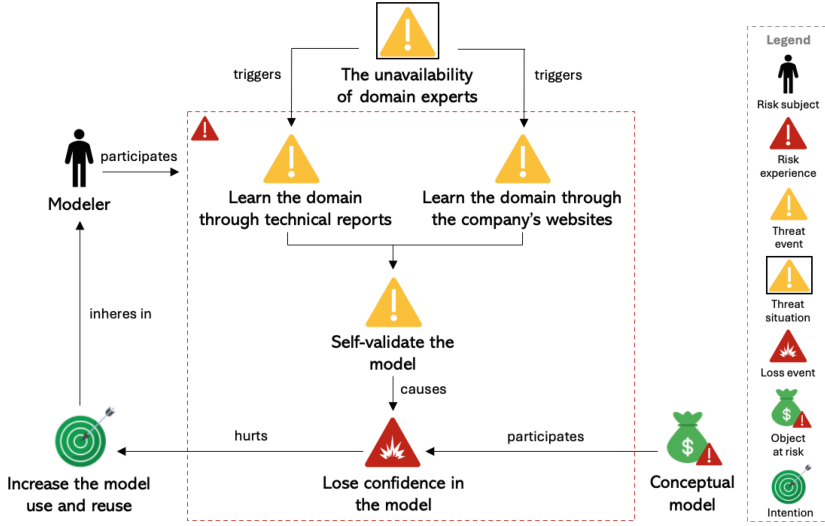 triggers
The unavailability
of domain experts
triggers
participates
Modeler
Learn the domain
through technical reports
Learn the domain through
the company's websites
inheres in
Self-validate the
model
causes
hurts
participates
$
Increase the model
use and reuse
Lose confidence in
the model
Conceptual
model
Legend
Risk subject
Risk
experience
Threat
event
Threat
situation
Loss event
$
Object
at risk
Intention